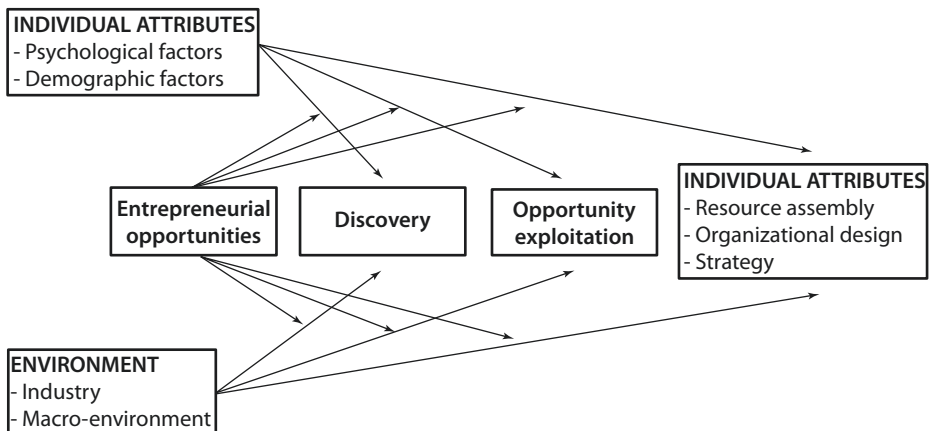 INDIVIDUAL ATTRIBUTES
- Psychological factors
- Demographic factors
Entrepreneurial
opportunities
Discovery
Opportunity
exploitation
INDIVIDUAL ATTRIBUTES
- Resource assembly
- Organizational design
- Strategy
ENVIRONMENT
- Industry
- Macro-environment